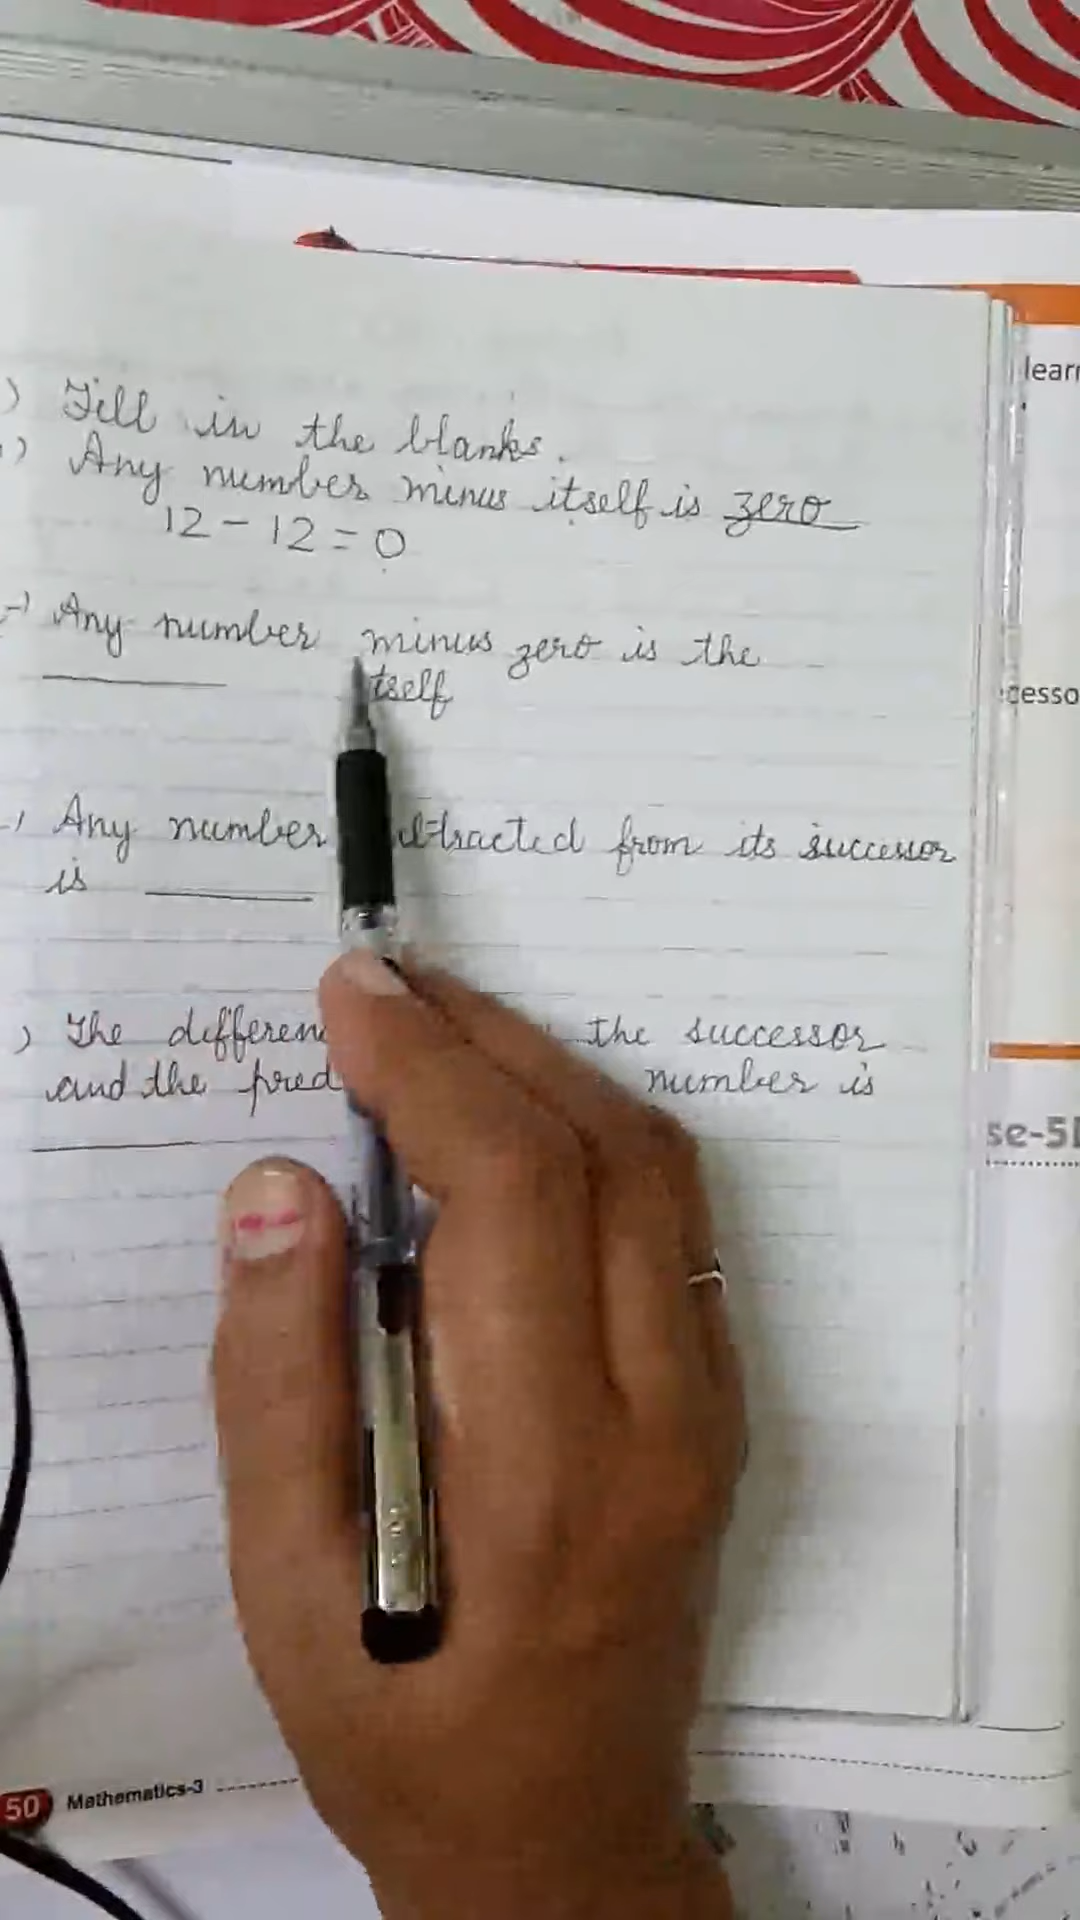 Fill in the blanks.
Any number minus itself is zero
12 - 12 = 0
Any number minus zero is the
itself
Any number subtracted from its successor
is
The the successor
and the number is
learn
se-5
50 Mathematics-3